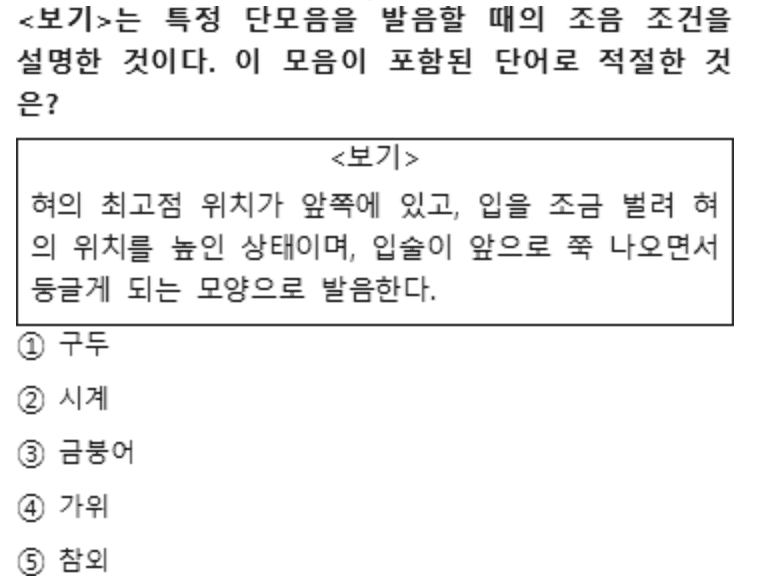 <보기>는 특정 단모음을 발음할 때의 조음 조건을
설명한 것이다. 이 모음이 포함된 단어로 적절한 것
은?
<보기>
혀의 최고점 위치가 앞쪽에 있고, 입을 조금 벌려 혀
의 위치를 높인 상태이며, 입술이 앞으로 쭉 나오면서
둥글게 되는 모양으로 발음한다.
① 구두
② 시계
③ 금붕어
④ 가위
⑤ 참외